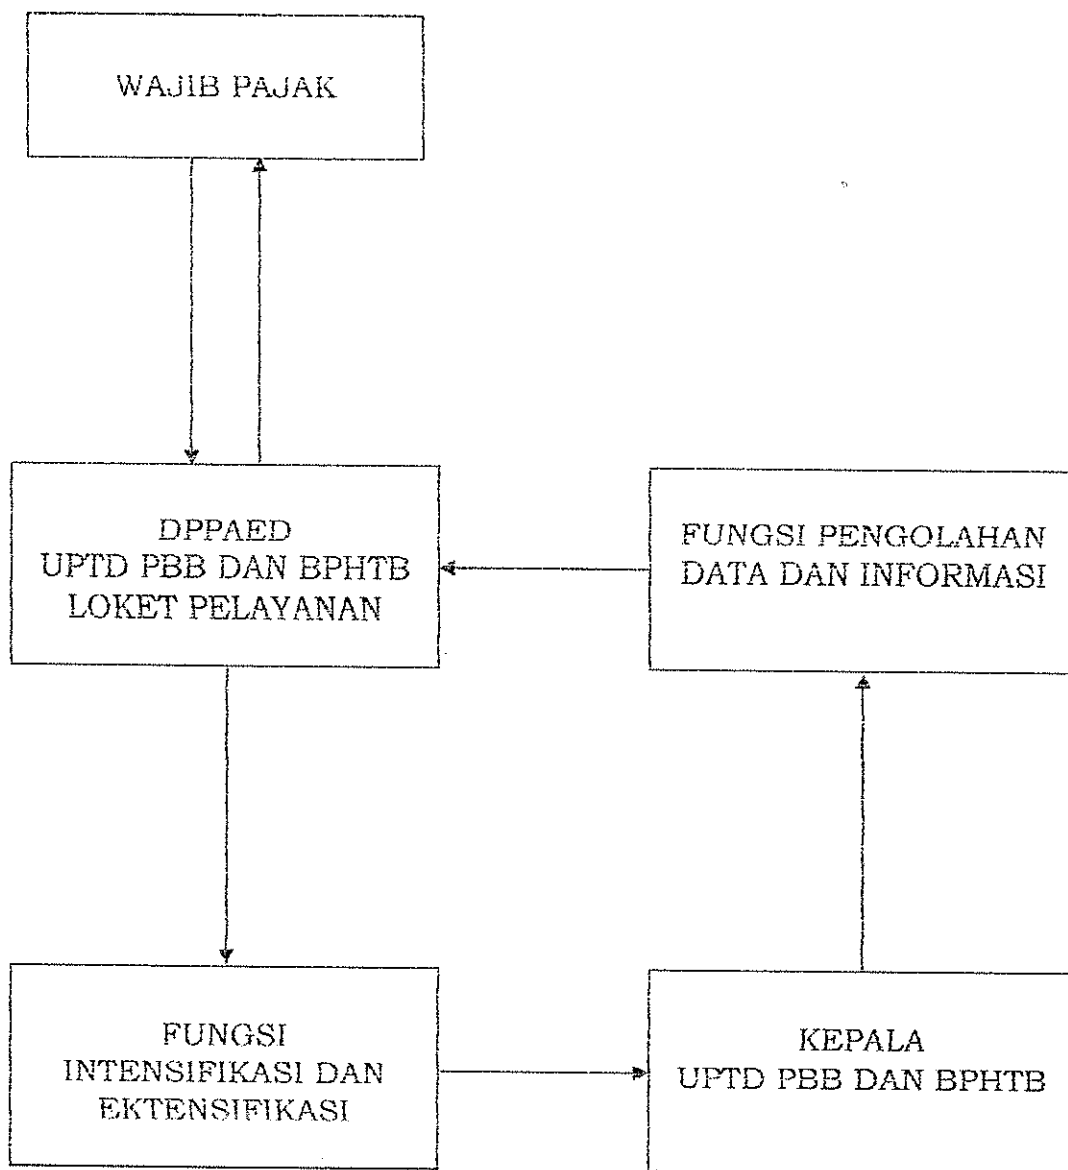 WAJIB PAJAK
DPPAED
UPTD PBB DAN BPHTB
LOKET PELAYANAN
FUNGSI PENGOLAHAN
DATA DAN INFORMASI
FUNGSI
INTENSIFIKASI DAN
EKTENSIFIKASI
KEPALA
UPTD PBB DAN BPHTB